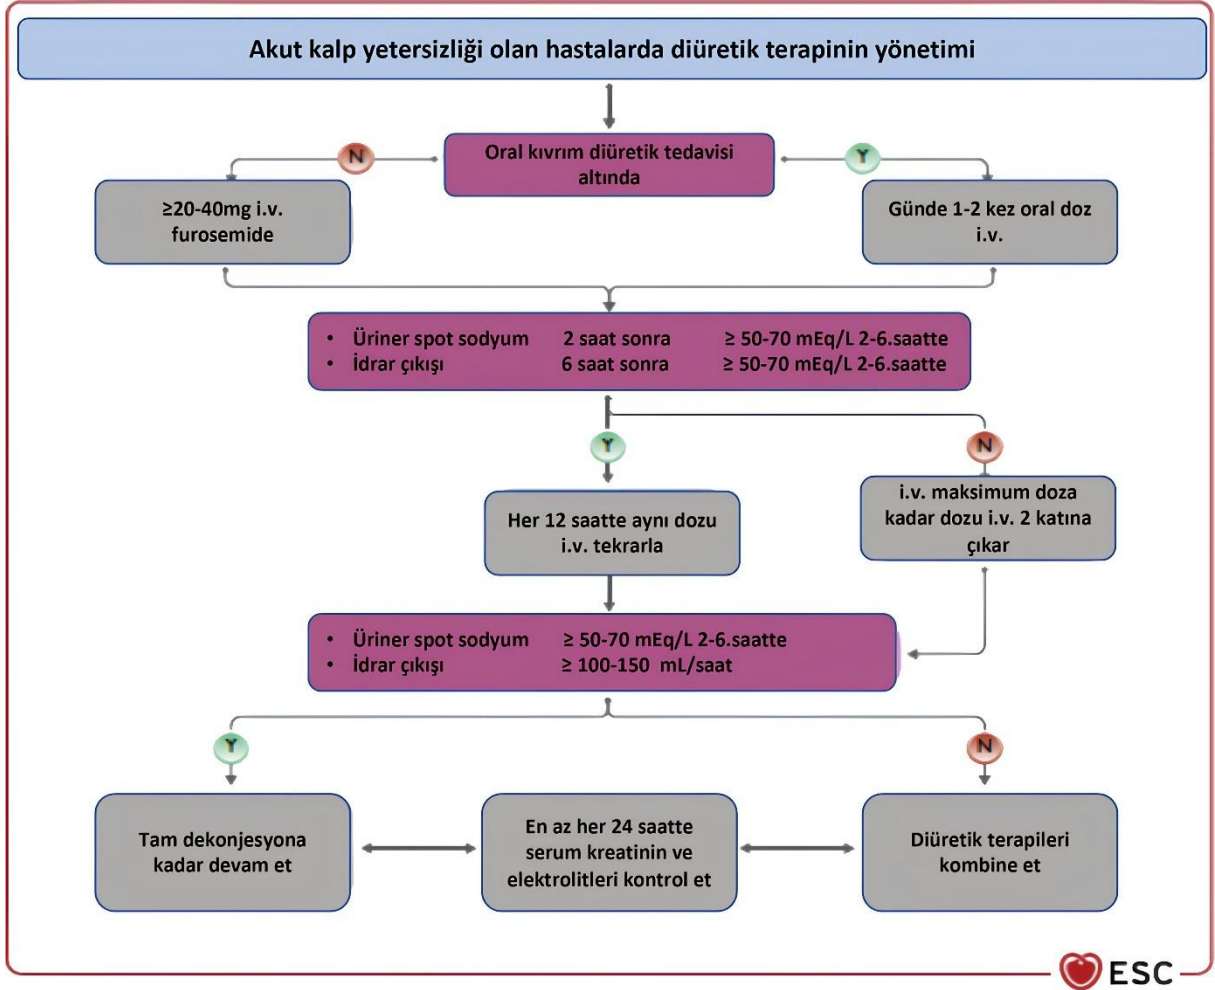 Akut kalp yetersizliği olan hastalarda diüretik terapinin yönetimi
Oral kıvrım diüretik tedavisi
altında
N
Y
≥20-40mg i.v.
furosemide
Günde 1-2 kez oral doz
i.v.
• Üriner spot sodyum 2 saat sonra ≥ 50-70 mEq/L 2-6.saatte
• İdrar çıkışı 6 saat sonra ≥ 50-70 mEq/L 2-6.saatte
Y
N
Her 12 saatte aynı dozu
i.v. tekrarla
i.v. maksimum doza
kadar dozu i.v. 2 katına
çıkar
• Üriner spot sodyum ≥ 50-70 mEq/L 2-6.saatte
• İdrar çıkışı ≥ 100-150 mL/saat
Y
N
Tam dekonjesyona
kadar devam et
En az her 24 saatte
serum kreatinin ve
elektrolitleri kontrol et
Diüretik terapileri
kombine et
ESC